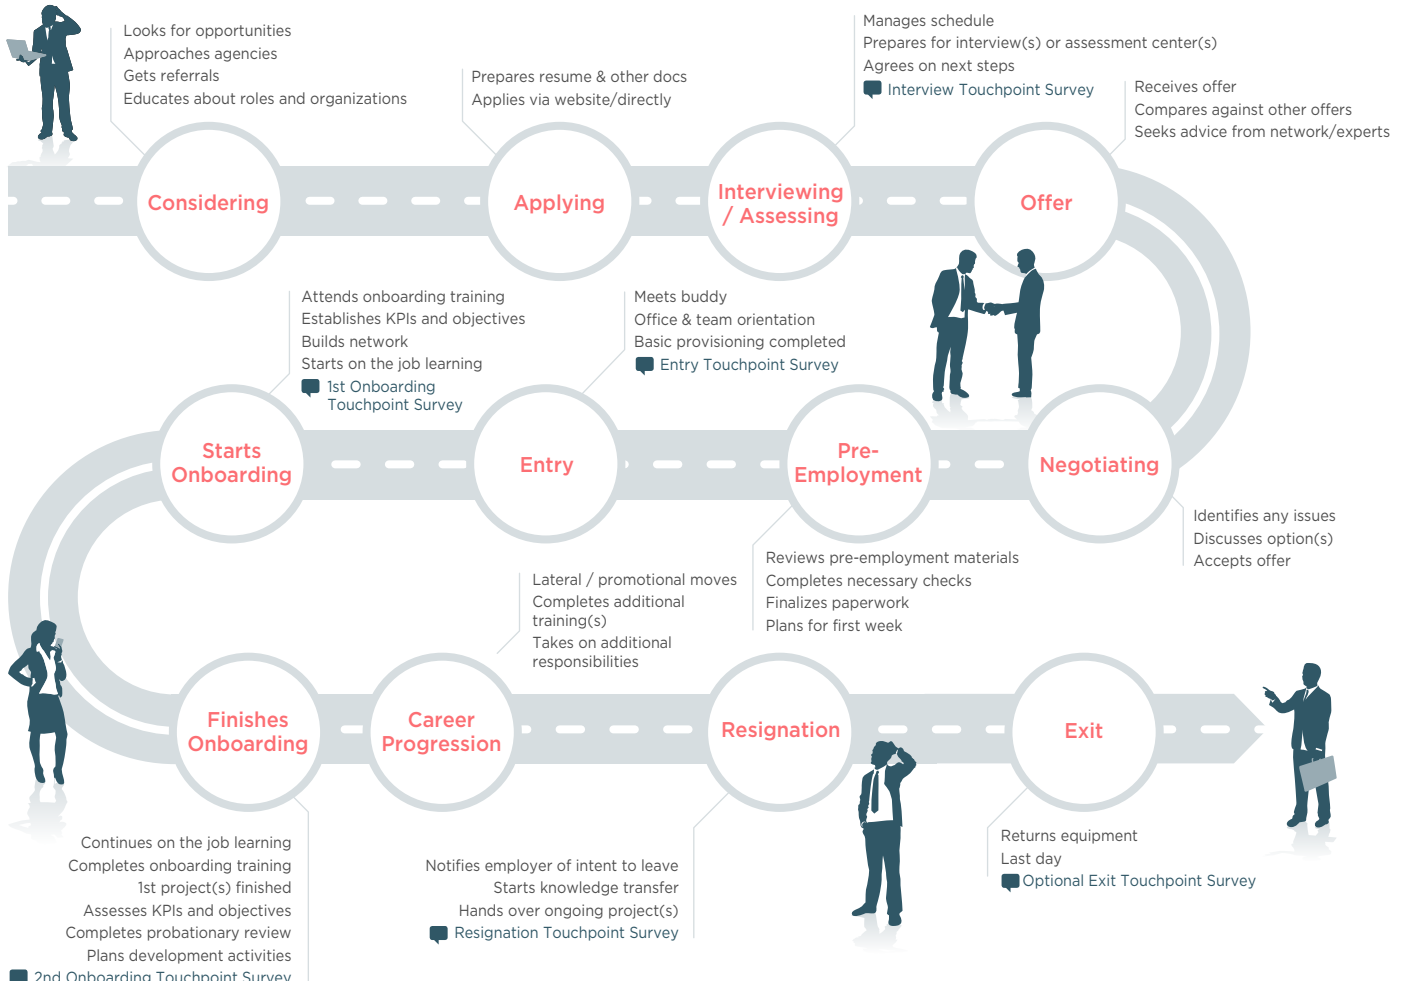 Looks for opportunities
Approaches agencies
Gets referrals
Educates about roles and organizations
Considering
Prepares resume & other docs
Applies via website/directly
Applying
Manages schedule
Prepares for interview(s) or assessment center(s)
Agrees on next steps
Interview Touchpoint Survey
Interviewing
/ Assessing
Receives offer
Compares against other offers
Seeks advice from network/experts
Offer
Negotiating
Identifies any issues
Discusses option(s)
Accepts offer
Pre-
Employment
Reviews pre-employment materials
Completes necessary checks
Finalizes paperwork
Plans for first week
Meets buddy
Office & team orientation
Basic provisioning completed
Entry Touchpoint Survey
Entry
Attends onboarding training
Establishes KPIs and objectives
Builds network
Starts on the job learning
1st Onboarding
Touchpoint Survey
Starts
Onboarding
Finishes
Onboarding
Continues on the job learning
Completes onboarding training
1st project(s) finished
Assesses KPIs and objectives
Completes probationary review
Plans development activities
2nd Onboarding Touchpoint Survey
Lateral / promotional moves
Completes additional
training(s)
Takes on additional
responsibilities
Career
Progression
Resignation
Notifies employer of intent to leave
Starts knowledge transfer
Hands over ongoing project(s)
Resignation Touchpoint Survey
Exit
Returns equipment
Last day
Optional Exit Touchpoint Survey